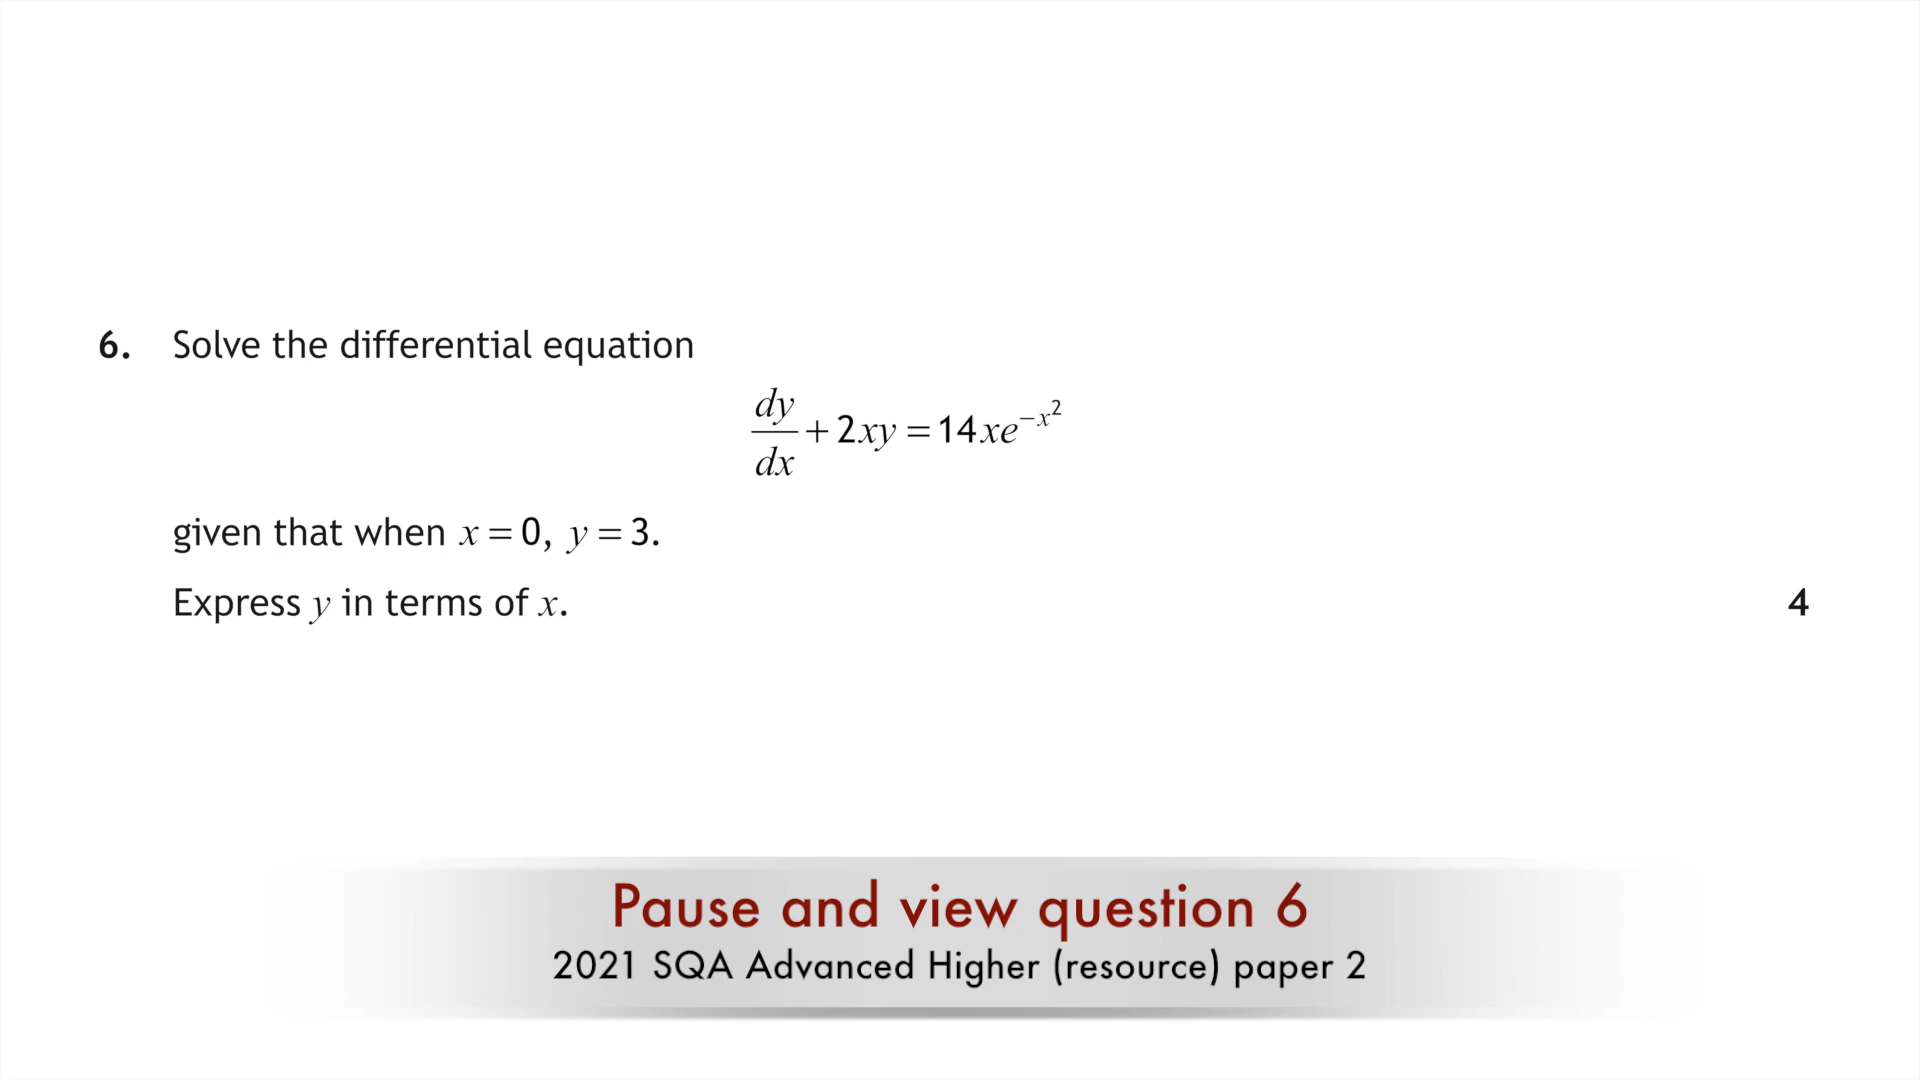 6. Solve the differential equation
dy/dx + 2xy = 14xe^{-x^2}
given that when x = 0, y = 3.
Express y in terms of x. 4
Pause and view question 6
2021 SQA Advanced Higher (resource) paper 2